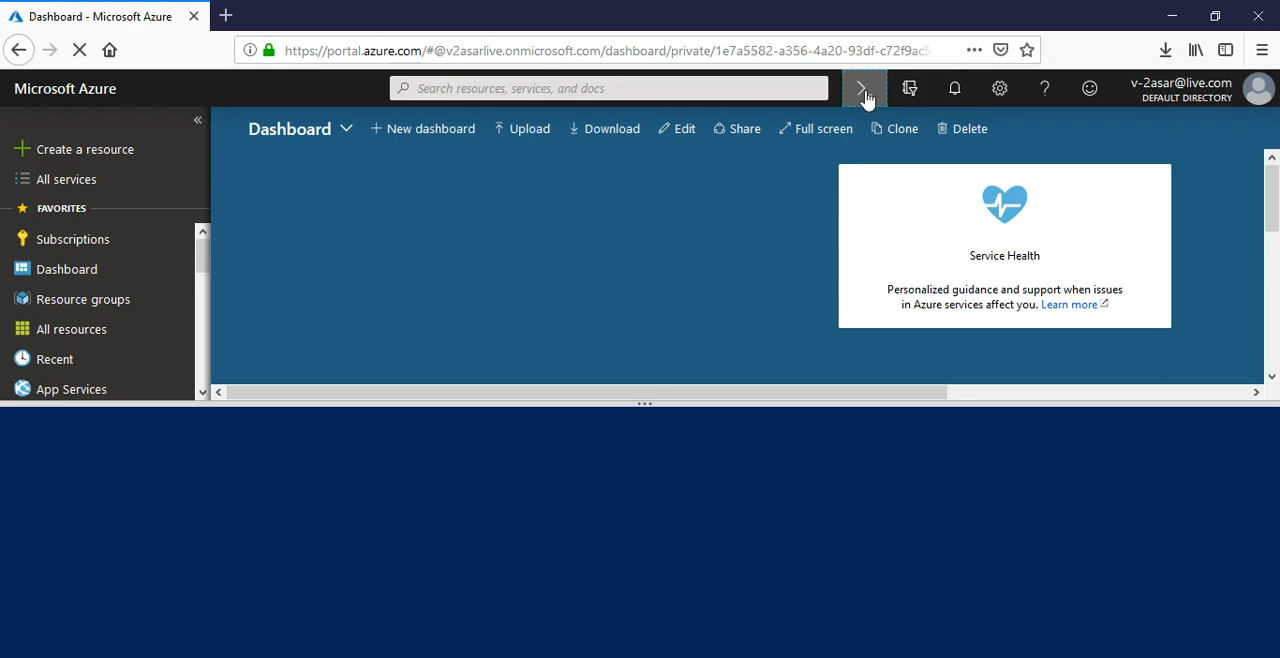 Dashboard - Microsoft Azure
https://portal.azure.com/#@v2asarlive.onmicrosoft.com/dashboard/private/1e7a5582-a356-4a20-93df-c72f9ac5
Microsoft Azure
Search resources, services, and docs
v-2asar@live.com
DEFAULT DIRECTORY
Dashboard
New dashboard
Upload
Download
Edit
Share
Full screen
Clone
Delete
Create a resource
All services
FAVORITES
Subscriptions
Dashboard
Resource groups
All resources
Recent
App Services
Service Health
Personalized guidance and support when issues
in Azure services affect you. Learn more